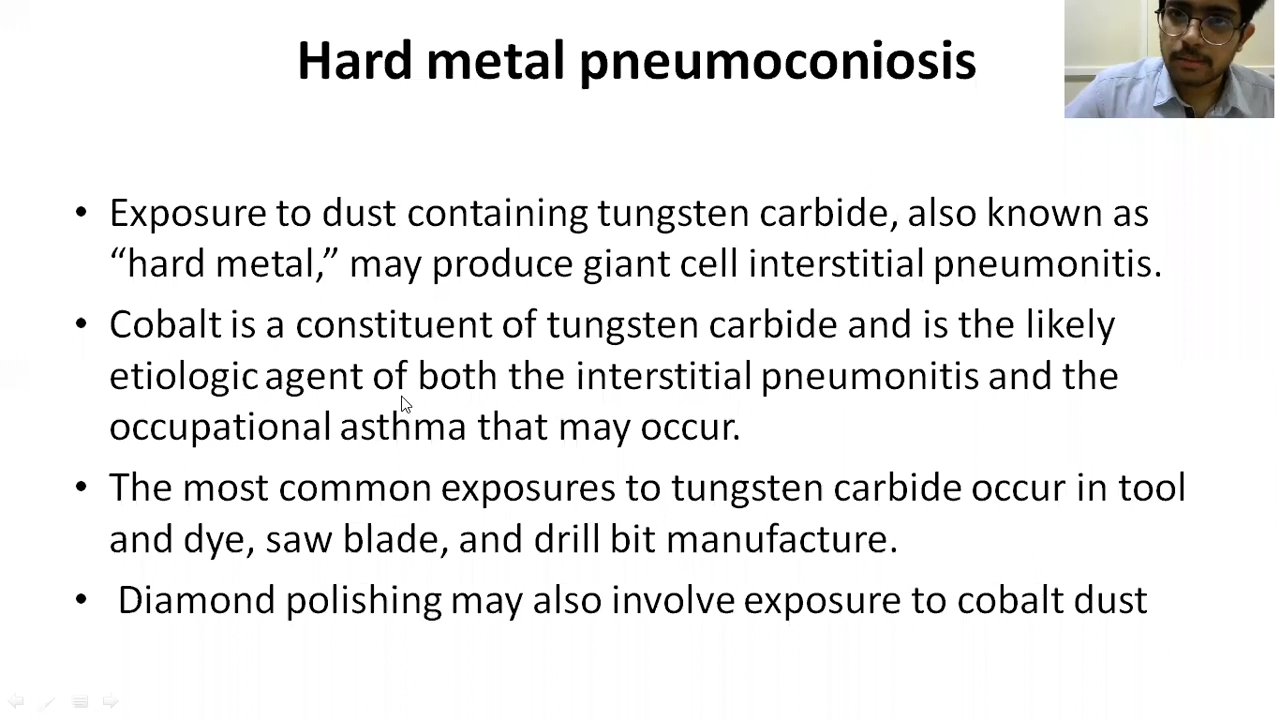 Hard metal pneumoconiosis
• Exposure to dust containing tungsten carbide, also known as
“hard metal,” may produce giant cell interstitial pneumonitis.
• Cobalt is a constituent of tungsten carbide and is the likely
etiologic agent of both the interstitial pneumonitis and the
occupational asthma that may occur.
• The most common exposures to tungsten carbide occur in tool
and dye, saw blade, and drill bit manufacture.
• Diamond polishing may also involve exposure to cobalt dust